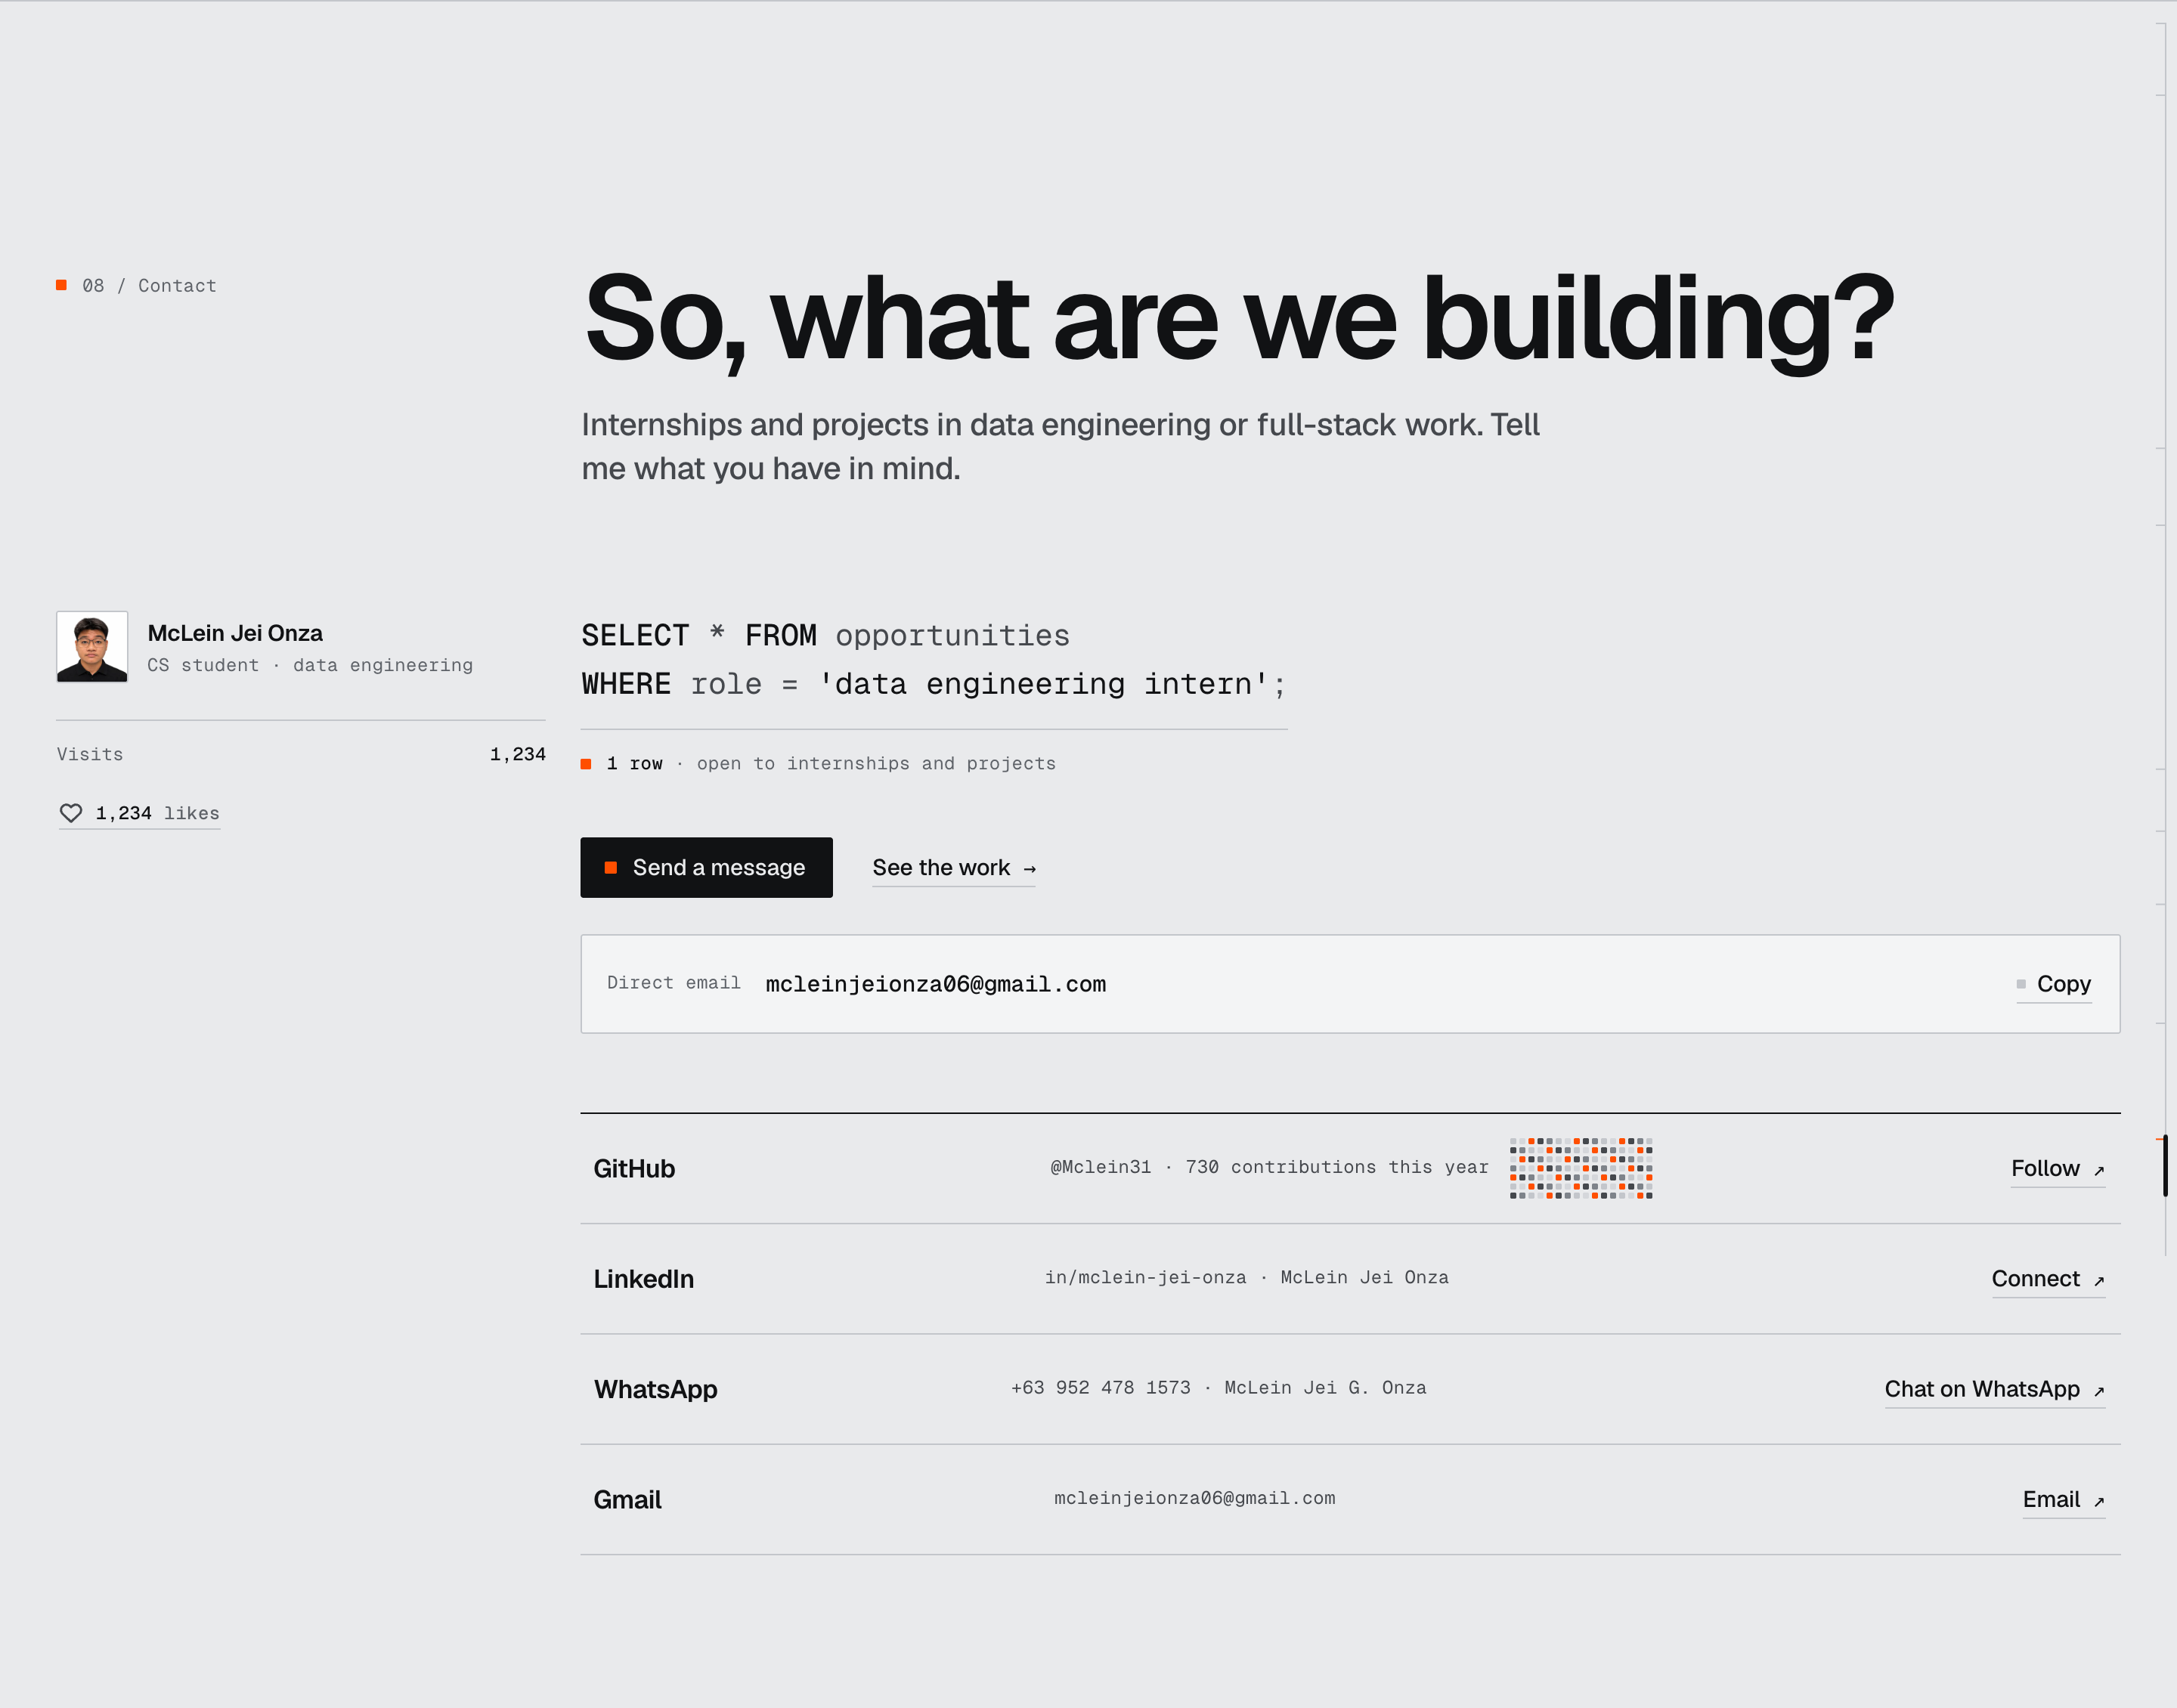 08 / Contact
So, what are we building?
Internships and projects in data engineering or full-stack work. Tell
me what you have in mind.
McLein Jei Onza
CS student · data engineering
Visits 1,234
1,234 likes
SELECT * FROM opportunities
WHERE role = 'data engineering intern';
1 row · open to internships and projects
Send a message
See the work →
Direct email mcleinjeionza06@gmail.com Copy
GitHub @Mclein31 · 730 contributions this year Follow ↗
LinkedIn in/mclein-jei-onza · McLein Jei Onza Connect ↗
WhatsApp +63 952 478 1573 · McLein Jei G. Onza Chat on WhatsApp ↗
Gmail mcleinjeionza06@gmail.com Email ↗